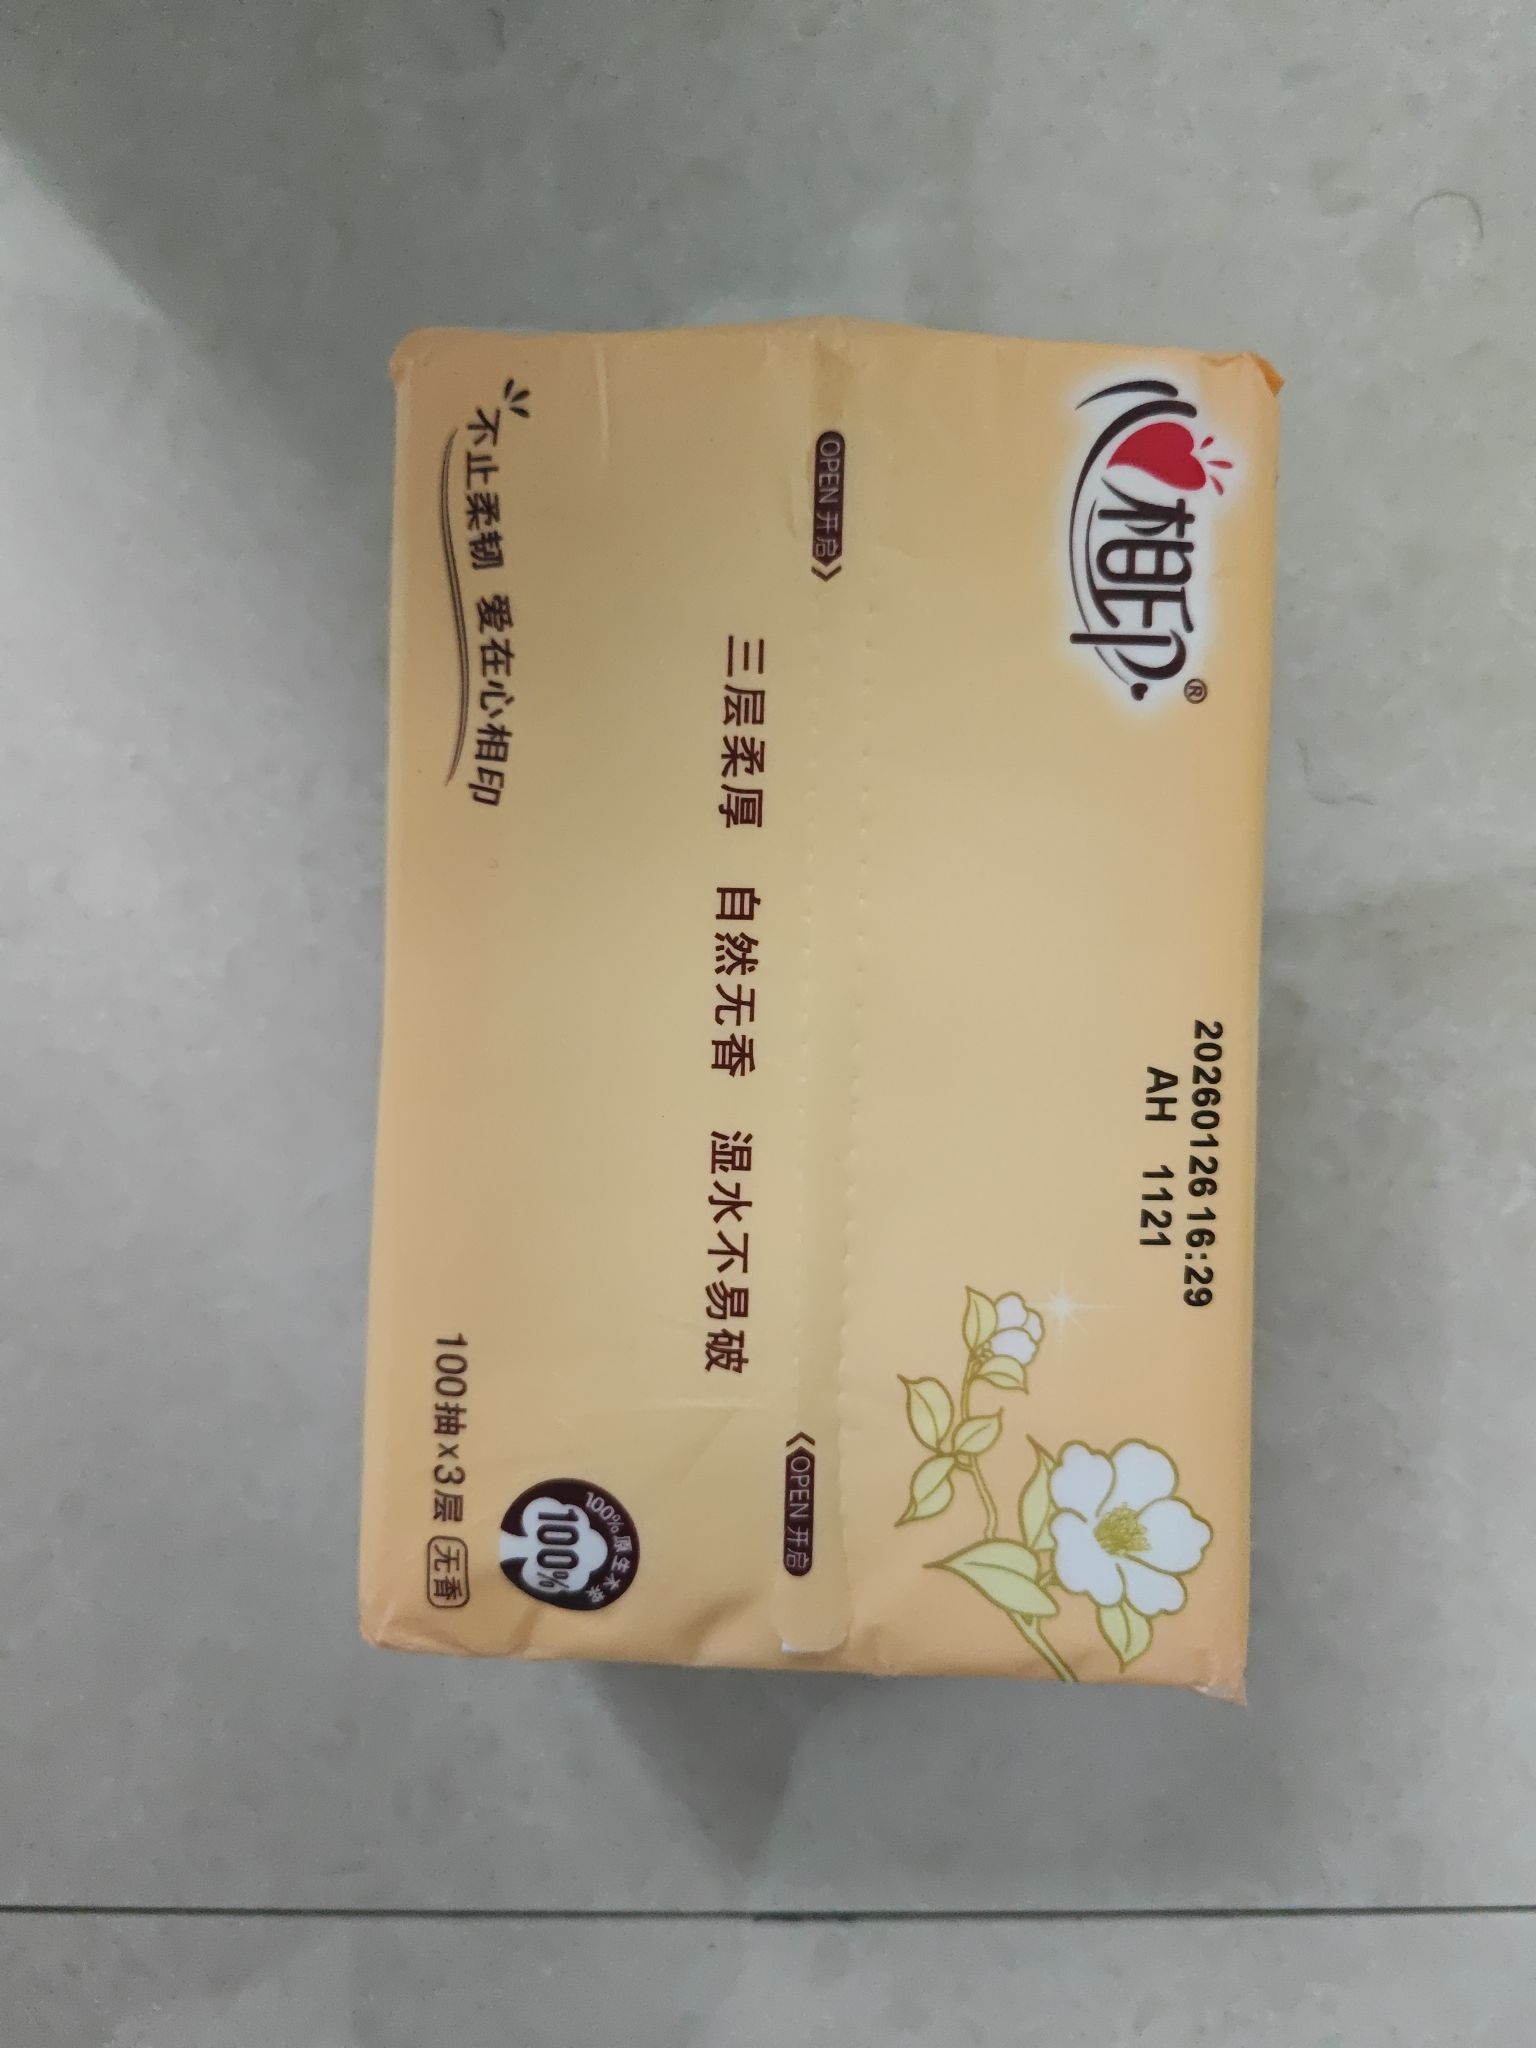 心相印®
20260126 16:29
AH 1121
OPEN 开启
OPEN 开启
三层柔厚 自然无香 湿水不易破
不止柔韧 爱在心相印
100%原生木浆
100%
100抽x3层 无香